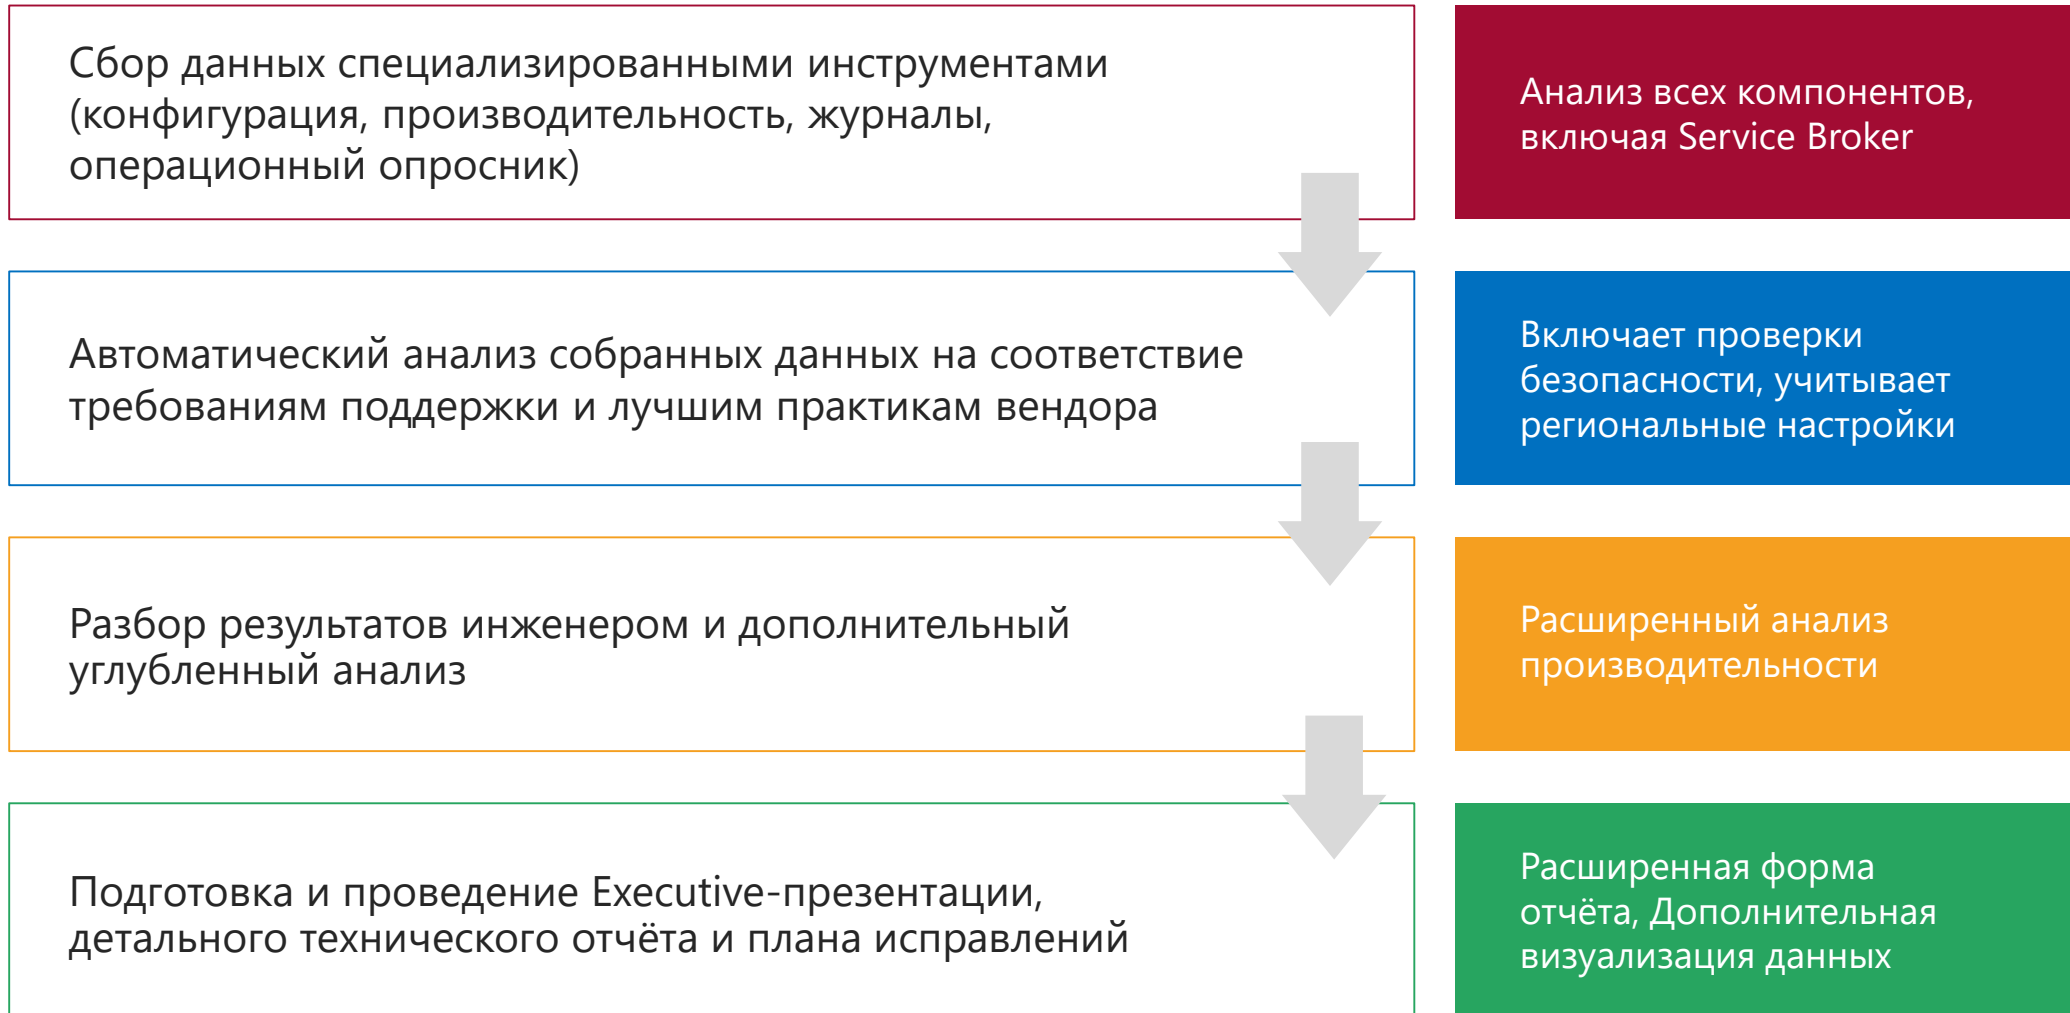 Сбор данных специализированными инструментами
(конфигурация, производительность, журналы,
операционный опросник)
Анализ всех компонентов,
включая Service Broker
Автоматический анализ собранных данных на соответствие
требованиям поддержки и лучшим практикам вендора
Включает проверки
безопасности, учитывает
региональные настройки
Разбор результатов инженером и дополнительный
углубленный анализ
Расширенный анализ
производительности
Подготовка и проведение Executive-презентации,
детального технического отчёта и плана исправлений
Расширенная форма
отчёта, Дополнительная
визуализация данных